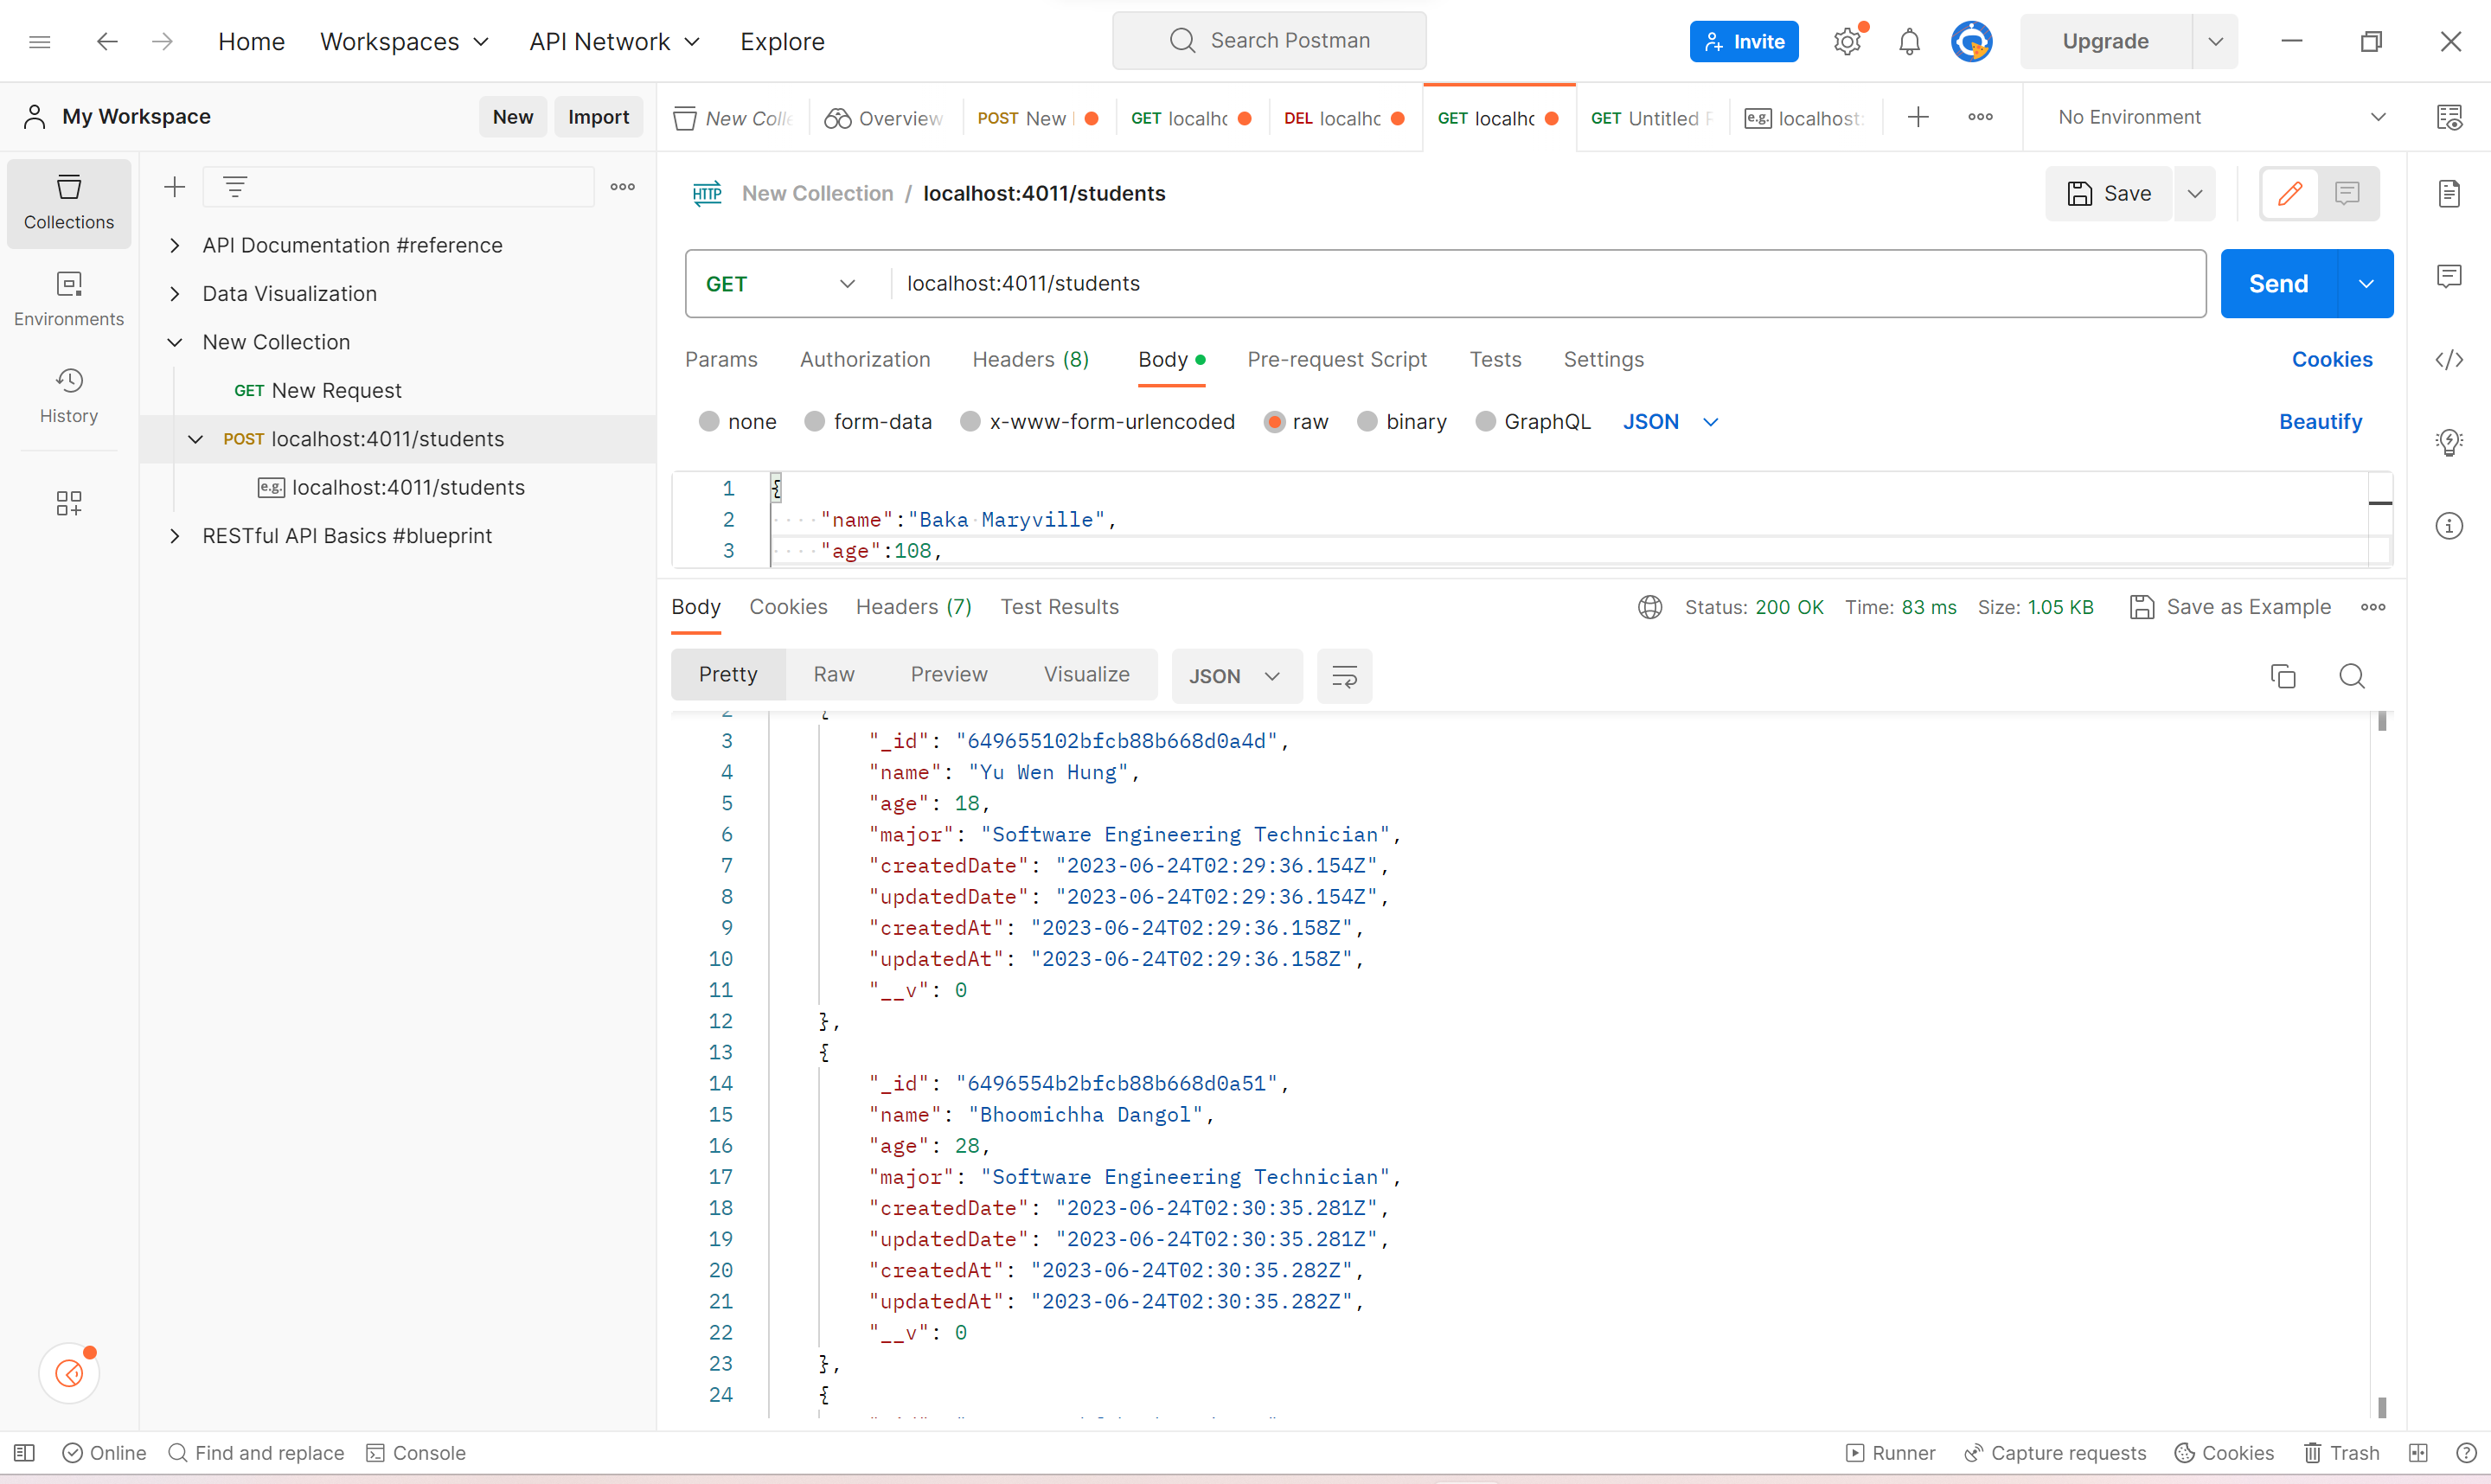 Home Workspaces API Network Explore Search Postman Invite Upgrade
My Workspace New Import
New Colle Overview POST New GET localhc DEL localhc GET localhc GET Untitled e.g. localhost: No Environment
Collections
Environments
History
API Documentation #reference
Data Visualization
New Collection
GET New Request
POST localhost:4011/students
e.g. localhost:4011/students
RESTful API Basics #blueprint
HTTP New Collection / localhost:4011/students Save
GET localhost:4011/students Send
Params Authorization Headers (8) Body Pre-request Script Tests Settings Cookies
none form-data x-www-form-urlencoded raw binary GraphQL JSON Beautify
1 {
2 "name":"Baka Maryville",
3 "age":108,
Body Cookies Headers (7) Test Results Status: 200 OK Time: 83 ms Size: 1.05 KB Save as Example
Pretty Raw Preview Visualize JSON
2 {
3 "_id": "649655102bfcb88b668d0a4d",
4 "name": "Yu Wen Hung",
5 "age": 18,
6 "major": "Software Engineering Technician",
7 "createdDate": "2023-06-24T02:29:36.154Z",
8 "updatedDate": "2023-06-24T02:29:36.154Z",
9 "createdAt": "2023-06-24T02:29:36.158Z",
10 "updatedAt": "2023-06-24T02:29:36.158Z",
11 "__v": 0
12 },
13 {
14 "_id": "6496554b2bfcb88b668d0a51",
15 "name": "Bhoomichha Dangol",
16 "age": 28,
17 "major": "Software Engineering Technician",
18 "createdDate": "2023-06-24T02:30:35.281Z",
19 "updatedDate": "2023-06-24T02:30:35.281Z",
20 "createdAt": "2023-06-24T02:30:35.282Z",
21 "updatedAt": "2023-06-24T02:30:35.282Z",
22 "__v": 0
23 },
24 {
Online Find and replace Console Runner Capture requests Cookies Trash